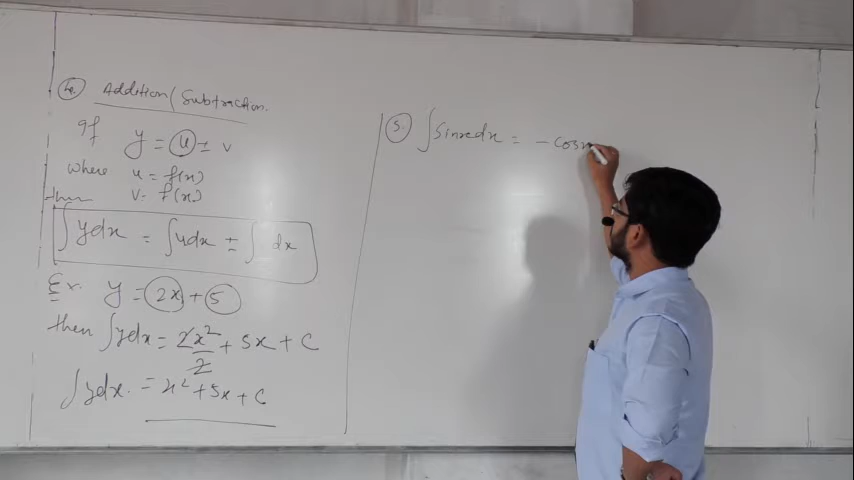 4. Addition/Subtraction.
If y = u ± v
where u = f(x)
then v = f(x)
∫ydx = ∫udx ± ∫ dx
Ex. y = 2x + 5
then ∫ydx = 2x²/2 + 5x + C
∫ydx = x² + 5x + C
5. ∫Sinxdx = - cosx